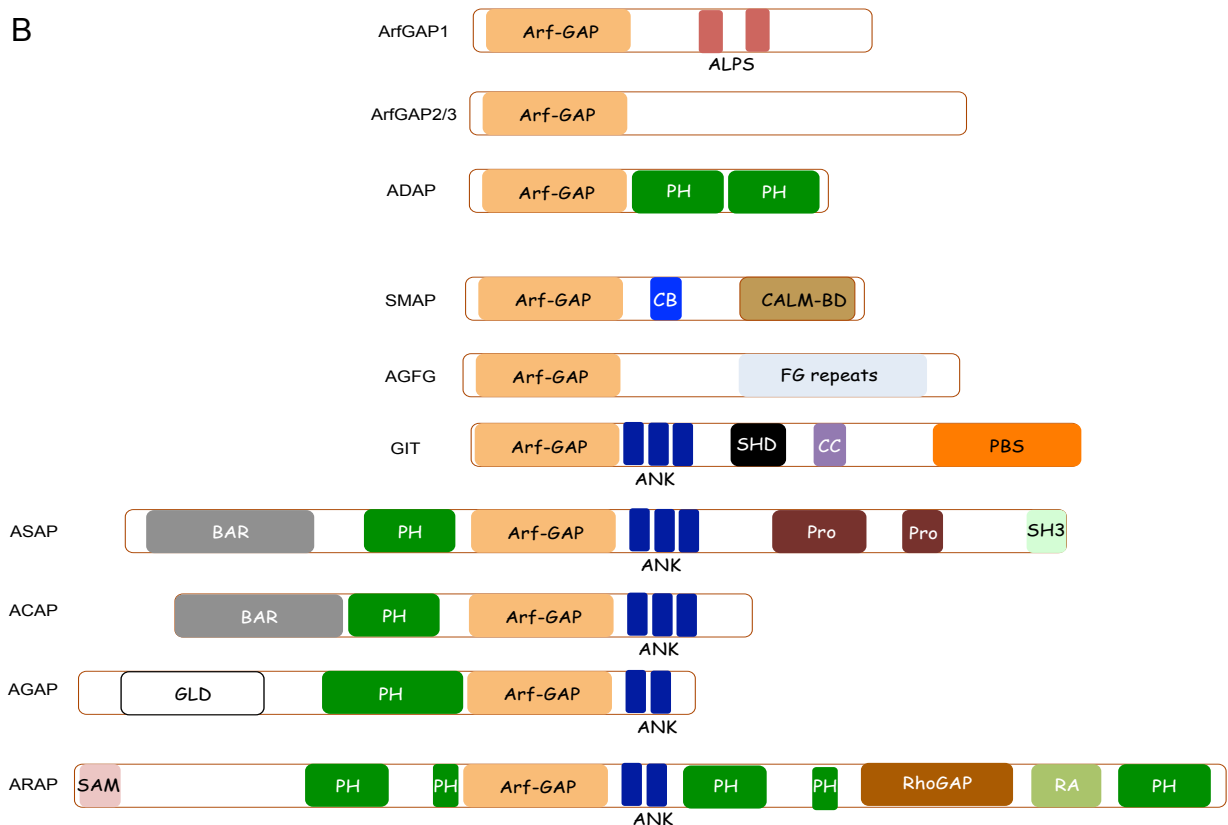 B
ArfGAP1 Arf-GAP
ALPS
ArfGAP2/3 Arf-GAP
ADAP Arf-GAP PH PH
SMAP Arf-GAP CB CALM-BD
AGFG Arf-GAP FG repeats
GIT Arf-GAP SHD CC PBS
ANK
ASAP BAR PH Arf-GAP Pro Pro SH3
ANK
ACAP BAR PH Arf-GAP
ANK
AGAP GLD PH Arf-GAP
ANK
ARAP SAM PH PH Arf-GAP PH PH RhoGAP RA PH
ANK